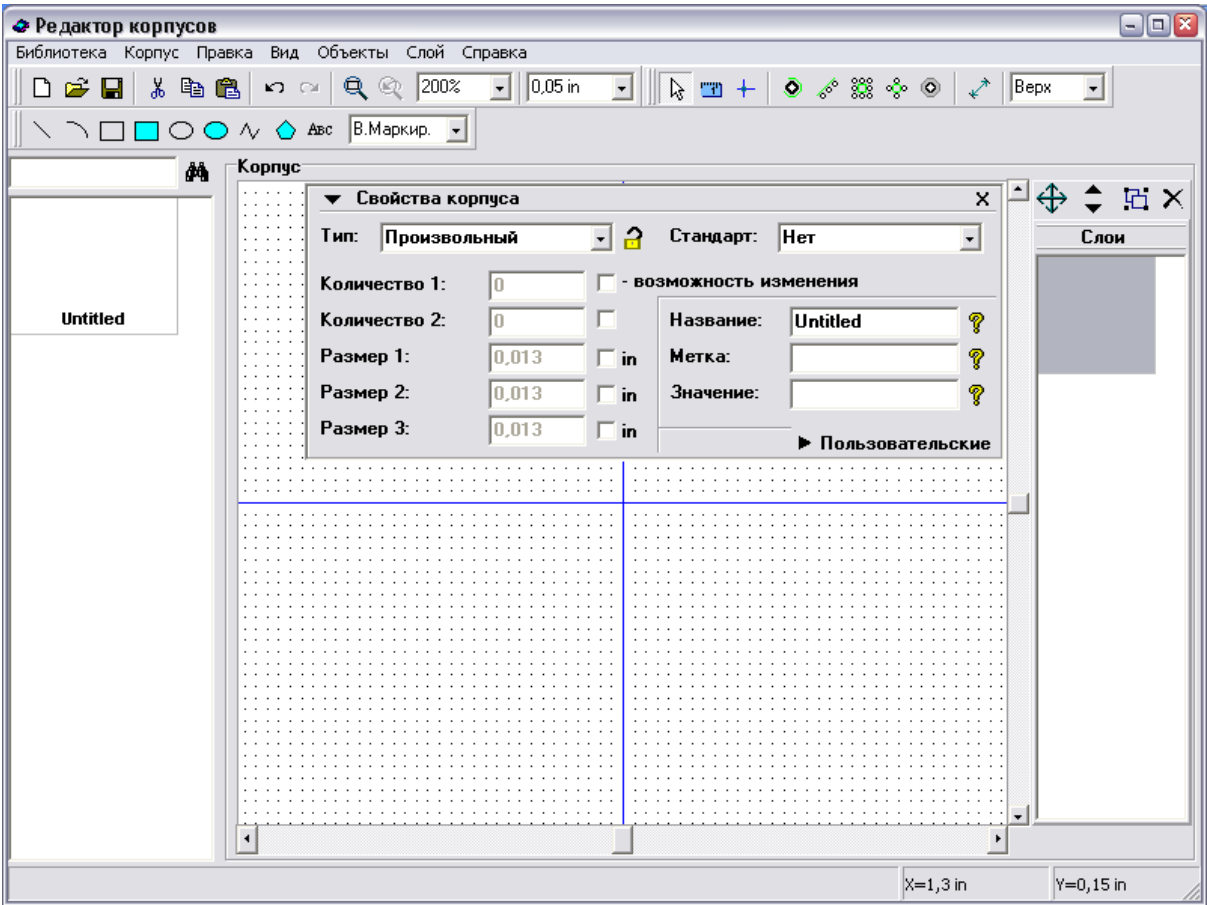 Редактор корпусов
Библиотека Корпус Правка Вид Объекты Слой Справка
200% 0,05 in Верх
ABC В.Маркир.
Корпус
Свойства корпуса X
Тип: Произвольный Стандарт: Нет
Слои
Количество 1: 0 - возможность изменения
Untitled
Количество 2: 0 Название: Untitled
Размер 1: 0,013 in Метка:
Размер 2: 0,013 in Значение:
Размер 3: 0,013 in
Пользовательские
X=1,3 in Y=0,15 in